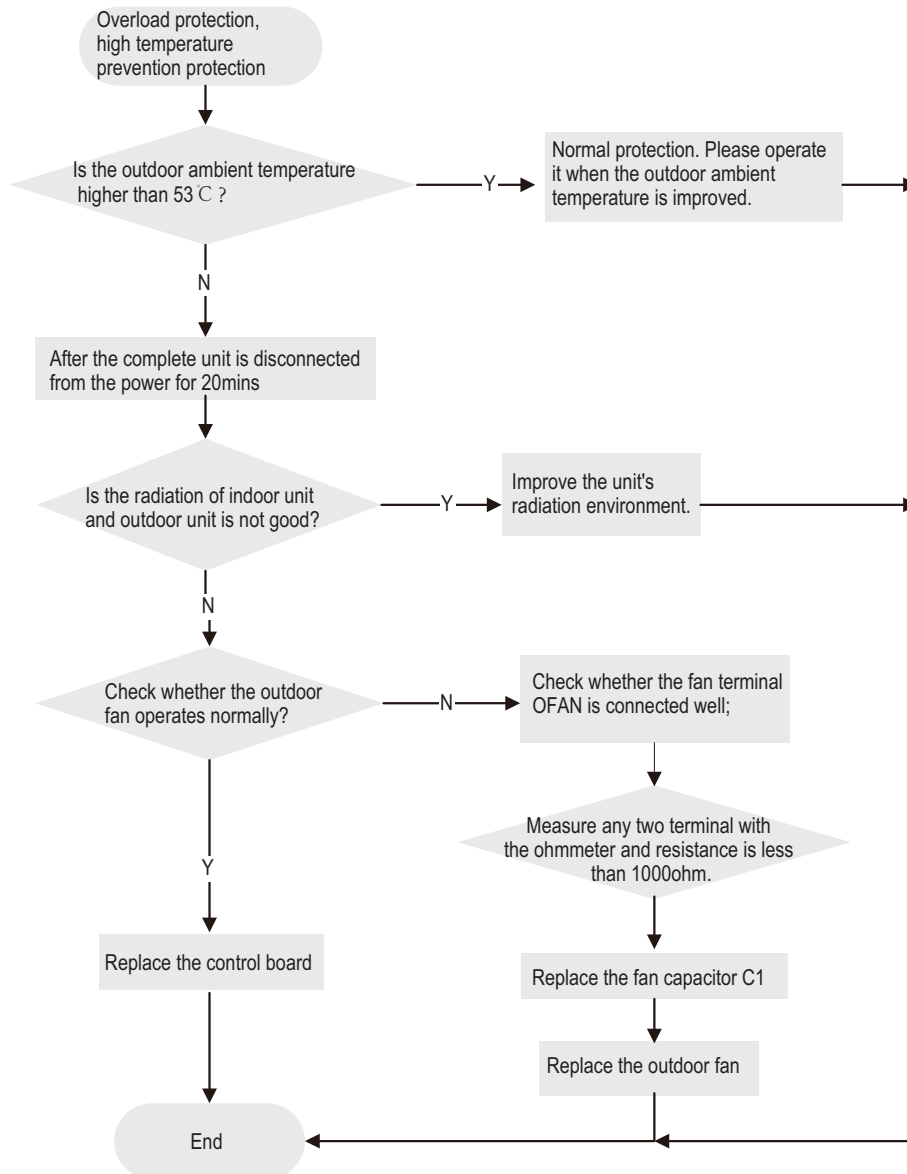 Overload protection,
high temperature
prevention protection
Is the outdoor ambient temperature
higher than 53℃ ?
Y
Normal protection. Please operate
it when the outdoor ambient
temperature is improved.
N
After the complete unit is disconnected
from the power for 20mins
Is the radiation of indoor unit
and outdoor unit is not good?
Y
Improve the unit's
radiation environment.
N
Check whether the outdoor
fan operates normally?
N
Check whether the fan terminal
OFAN is connected well;
Measure any two terminal with
the ohmmeter and resistance is less
than 1000ohm.
Y
Replace the control board
Replace the fan capacitor C1
Replace the outdoor fan
End